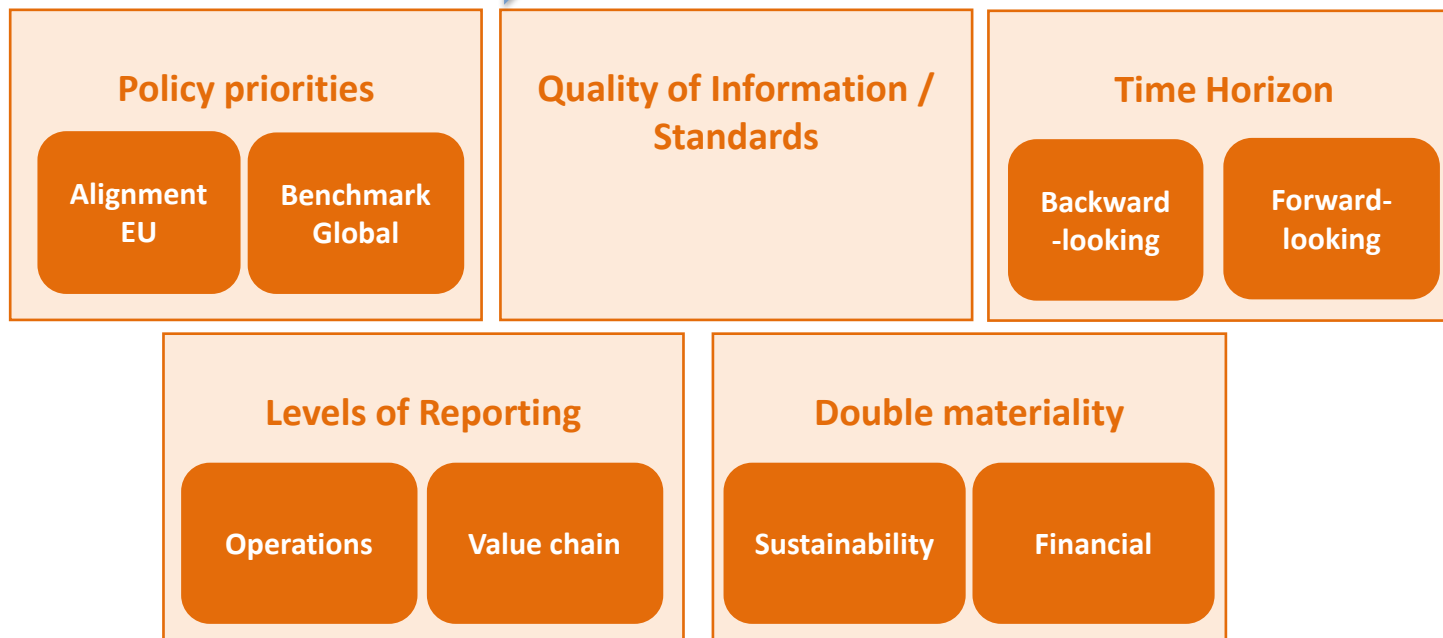 Policy priorities
Alignment
EU
Benchmark
Global
Quality of Information /
Standards
Time Horizon
Backward
-looking
Forward-
looking
Levels of Reporting
Operations
Value chain
Double materiality
Sustainability
Financial